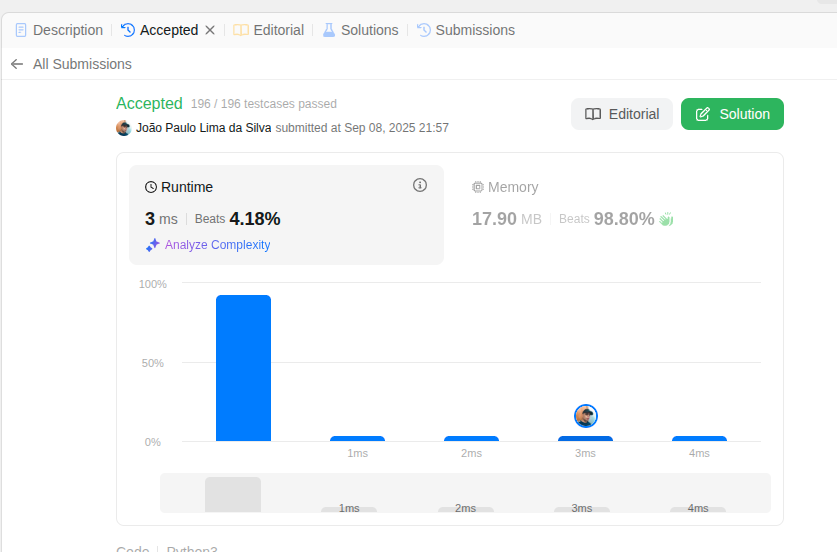 Description Accepted Editorial Solutions Submissions
All Submissions
Accepted 196 / 196 testcases passed
João Paulo Lima da Silva submitted at Sep 08, 2025 21:57
Editorial Solution
Runtime
3 ms Beats 4.18%
Analyze Complexity
Memory
17.90 MB Beats 98.80%
100%
50%
0%
1ms 2ms 3ms 4ms
1ms 2ms 3ms 4ms
Code Python3